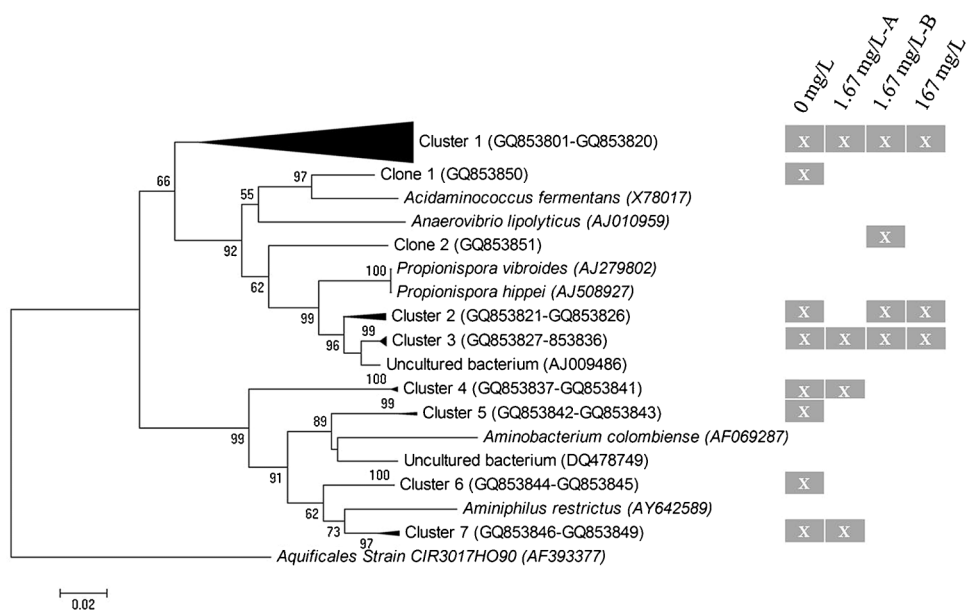 0 mg/L 1.67 mg/L-A 1.67 mg/L-B 167 mg/L
Cluster 1 (GQ853801-GQ853820) x x x x
97 Clone 1 (GQ853850) x
66
55 Acidaminococcus fermentans (X78017)
Anaerovibrio lipolyticus (AJ010959)
x
92 Clone 2 (GQ853851)
100 Propionispora vibroides (AJ279802)
62
Propionispora hippei (AJ508927)
99 Cluster 2 (GQ853821-GQ853826) x x x
99
96 Cluster 3 (GQ853827-853836) x x x x
Uncultured bacterium (AJ009486)
100
Cluster 4 (GQ853837-GQ853841) x x
99
89 Cluster 5 (GQ853842-GQ853843) x
99 Aminobacterium colombiense (AF069287)
Uncultured bacterium (DQ478749)
91 100
Cluster 6 (GQ853844-GQ853845) x
62 Aminiphilus restrictus (AY642589)
73 Cluster 7 (GQ853846-GQ853849) x x
97
Aquificales Strain CIR3017HO90 (AF393377)
0.02